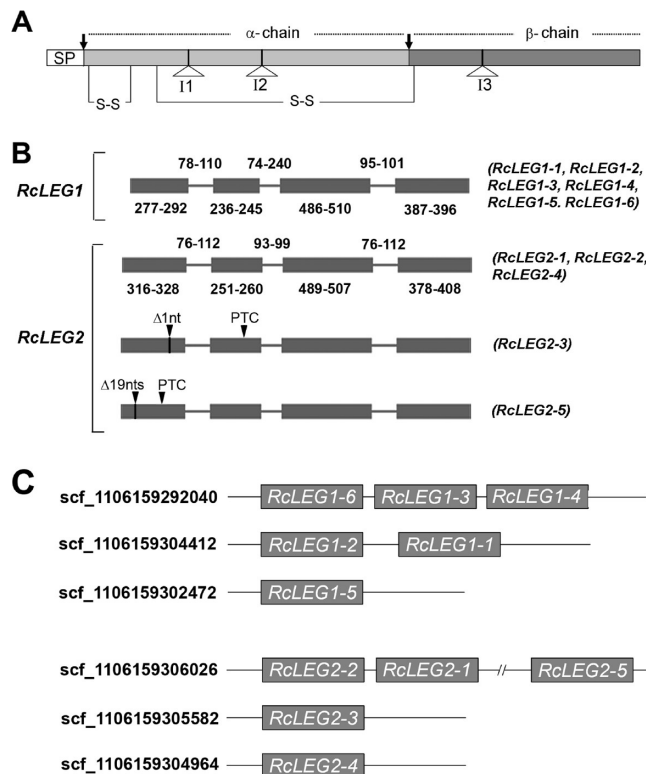 A
α-chain
β-chain
SP
I1
I2
I3
S-S
S-S
B
RcLEG1
78-110
74-240
95-101
277-292
236-245
486-510
387-396
(RcLEG1-1, RcLEG1-2,
RcLEG1-3, RcLEG1-4,
RcLEG1-5. RcLEG1-6)
RcLEG2
76-112
93-99
76-112
316-328
251-260
489-507
378-408
(RcLEG2-1, RcLEG2-2,
RcLEG2-4)
Δ1nt
PTC
(RcLEG2-3)
Δ19nts
PTC
(RcLEG2-5)
C
scf_1106159292040 RcLEG1-6 RcLEG1-3 RcLEG1-4
scf_1106159304412 RcLEG1-2 RcLEG1-1
scf_1106159302472 RcLEG1-5
scf_1106159306026 RcLEG2-2 RcLEG2-1 // RcLEG2-5
scf_1106159305582 RcLEG2-3
scf_1106159304964 RcLEG2-4